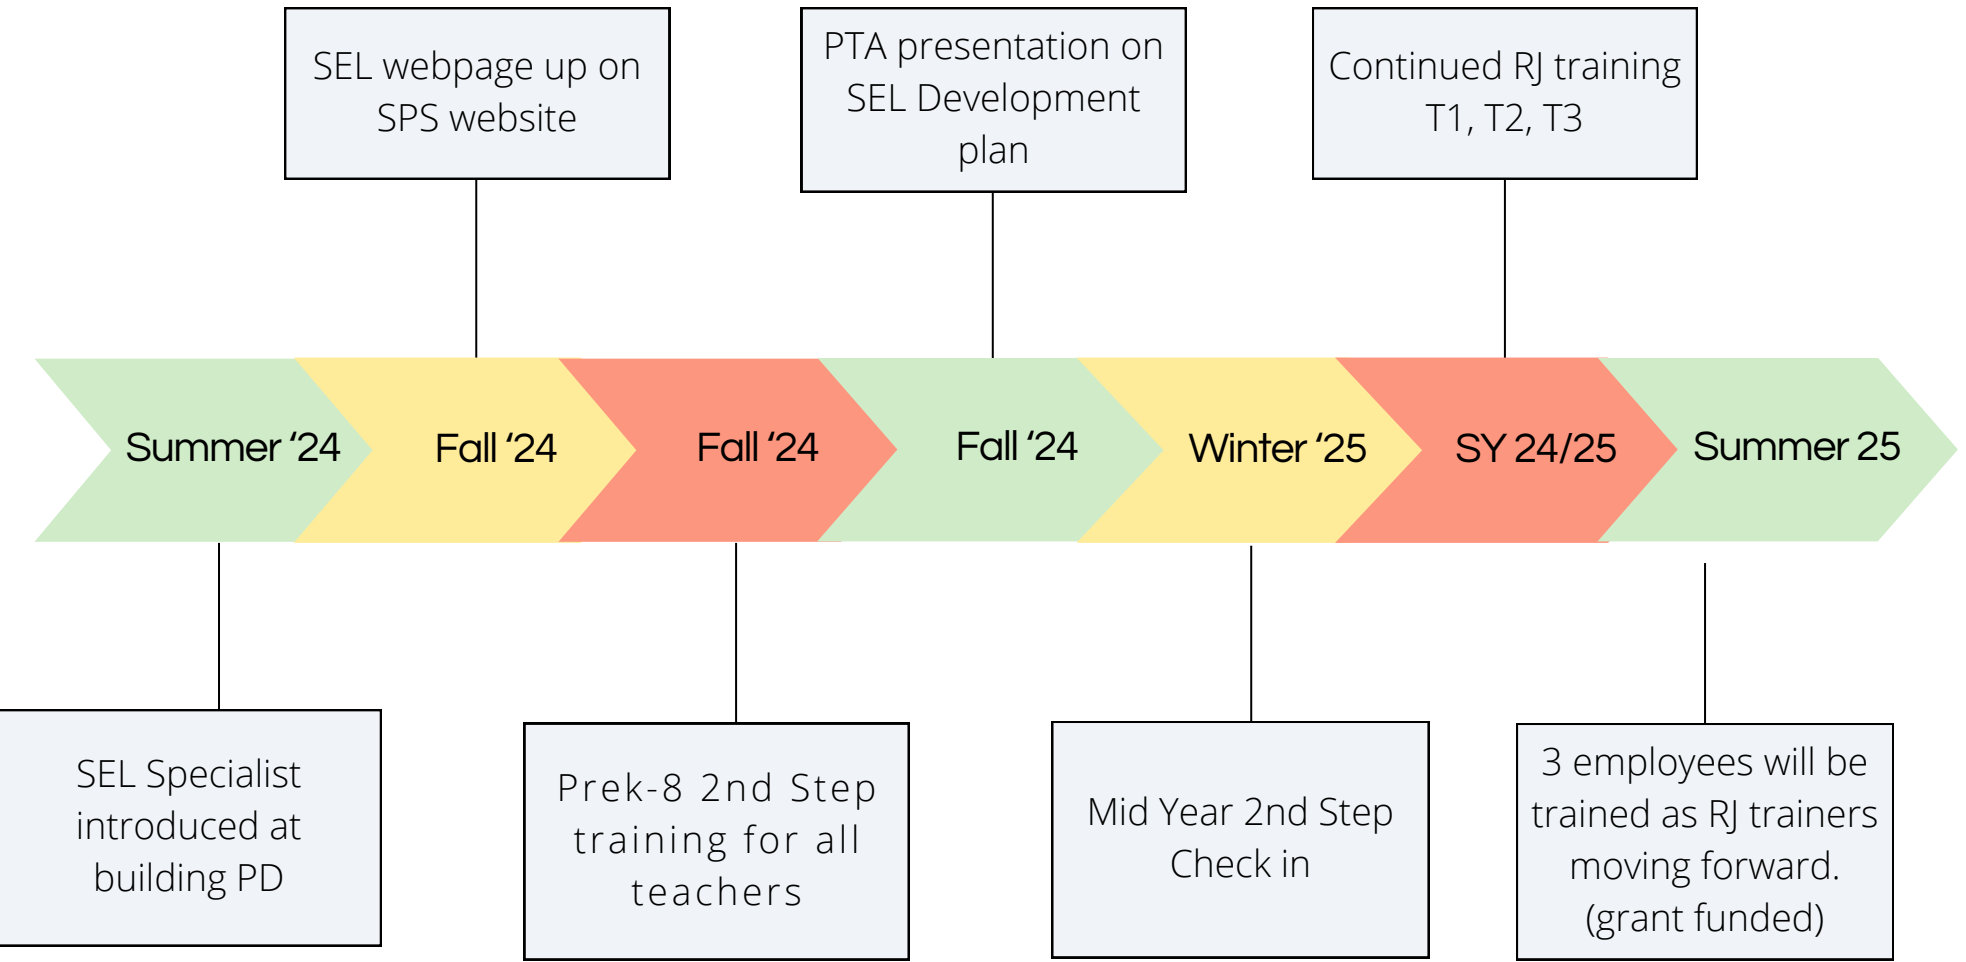 SEL webpage up on
SPS website
PTA presentation on
SEL Development
plan
Continued RJ training
T1, T2, T3
Summer ‘24
Fall ‘24
Fall ‘24
Fall ‘24
Winter ‘25
SY 24/25
Summer 25
SEL Specialist
introduced at
building PD
Prek-8 2nd Step
training for all
teachers
Mid Year 2nd Step
Check in
3 employees will be
trained as RJ trainers
moving forward.
(grant funded)